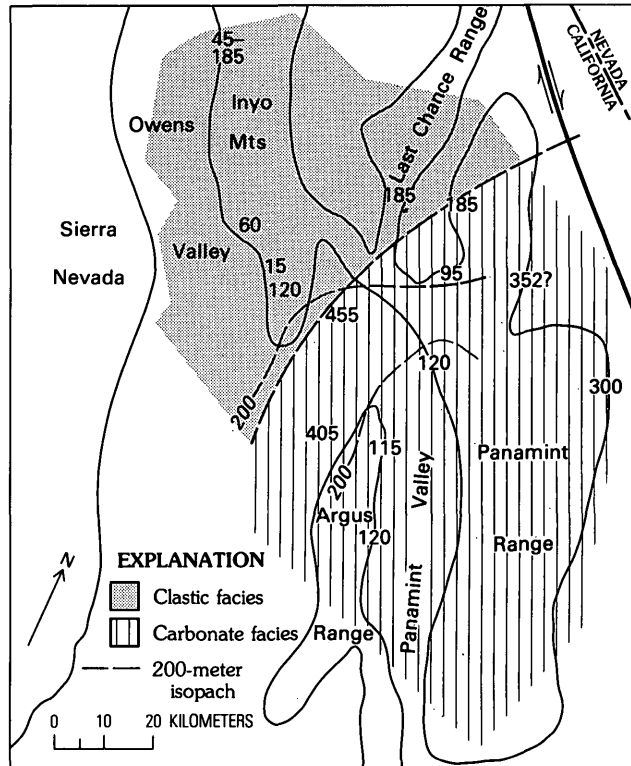 NEVADA
CALIFORNIA
45–
185
Inyo
Mts
Last Chance Range
Owens
185
185
60
Sierra
Nevada
Valley
15
120
95
352?
455
120
200
300
405
115
200
Panamint
Valley
Panamint
Argus
120
Range
Range
N
EXPLANATION
Clastic facies
Carbonate facies
200-meter
isopach
0 10 20 KILOMETERS